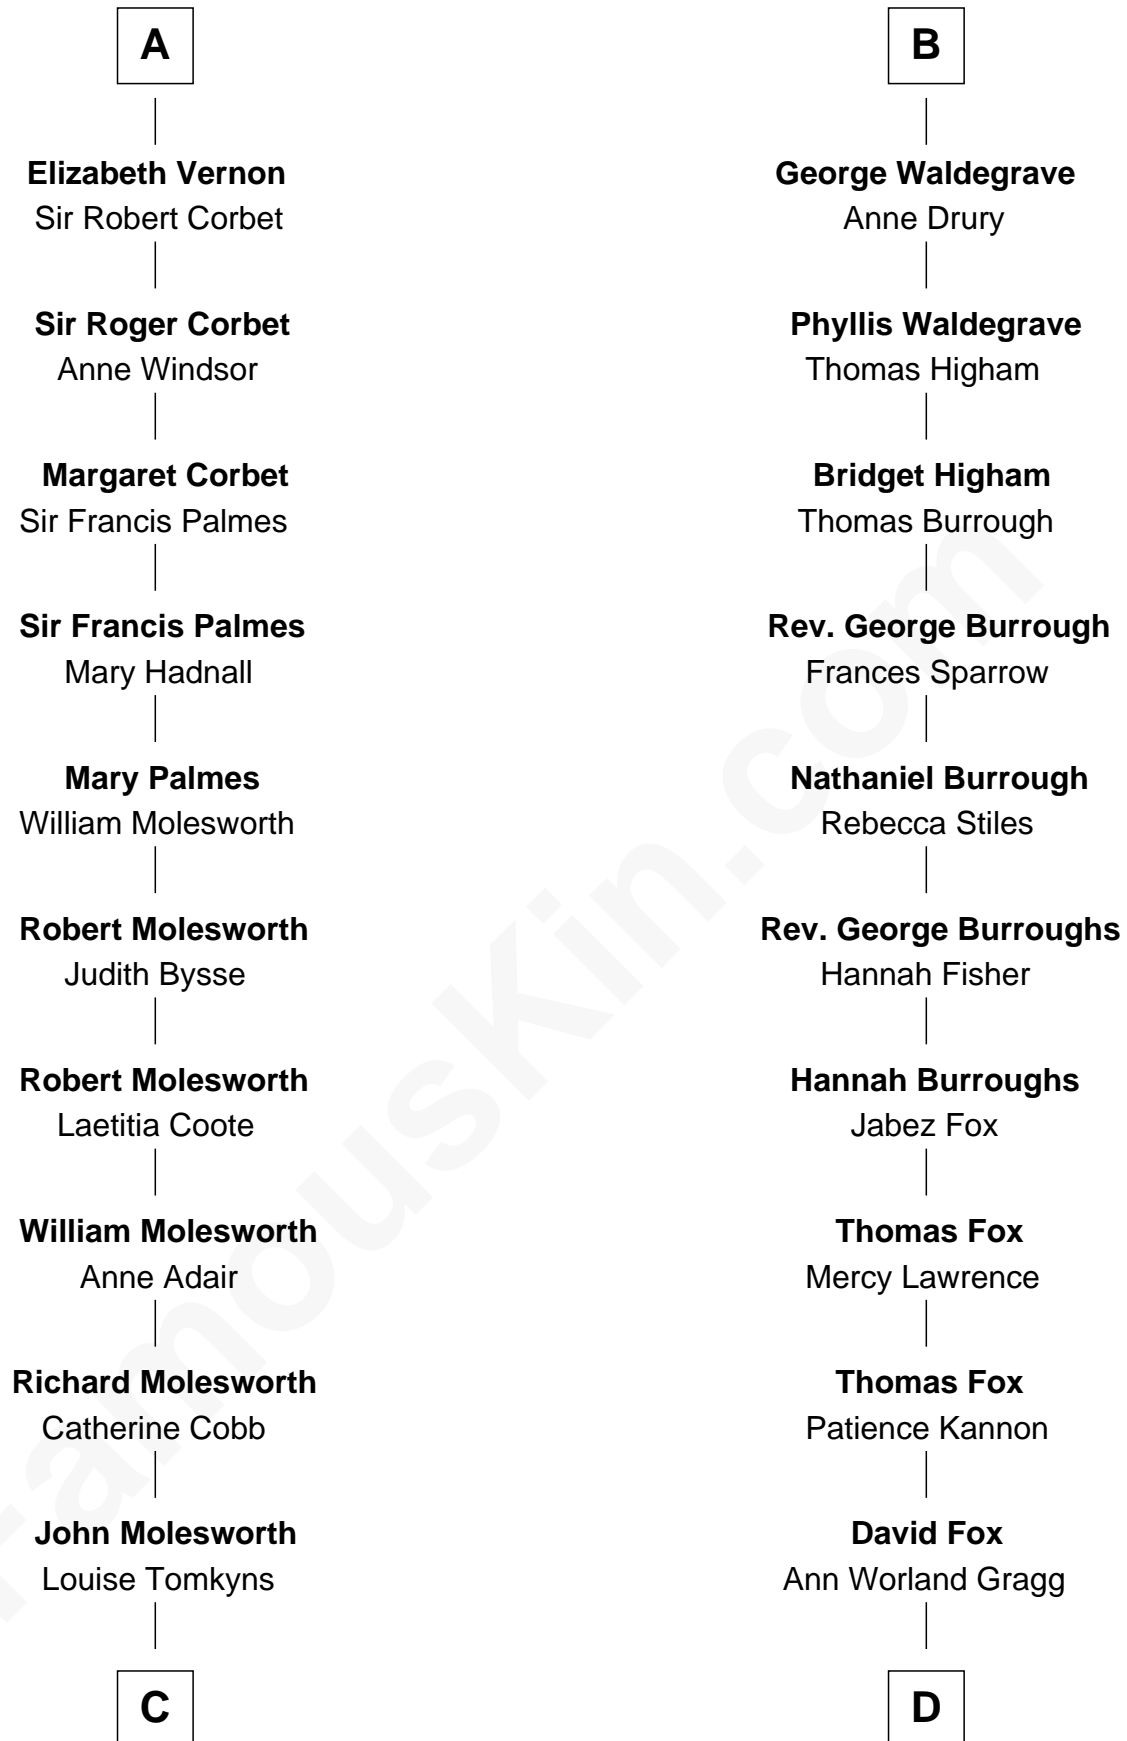 A
Elizabeth Vernon
Sir Robert Corbet
Sir Roger Corbet
Anne Windsor
Margaret Corbet
Sir Francis Palmes
Sir Francis Palmes
Mary Hadnall
Mary Palmes
William Molesworth
Robert Molesworth
Judith Bysse
Robert Molesworth
Laetitia Coote
William Molesworth
Anne Adair
Richard Molesworth
Catherine Cobb
John Molesworth
Louise Tomkyns
C
B
George Waldegrave
Anne Drury
Phyllis Waldegrave
Thomas Higham
Bridget Higham
Thomas Burrough
Rev. George Burrough
Frances Sparrow
Nathaniel Burrough
Rebecca Stiles
Rev. George Burroughs
Hannah Fisher
Hannah Burroughs
Jabez Fox
Thomas Fox
Mercy Lawrence
Thomas Fox
Patience Kannon
David Fox
Ann Worland Gragg
D
FamousKin.com